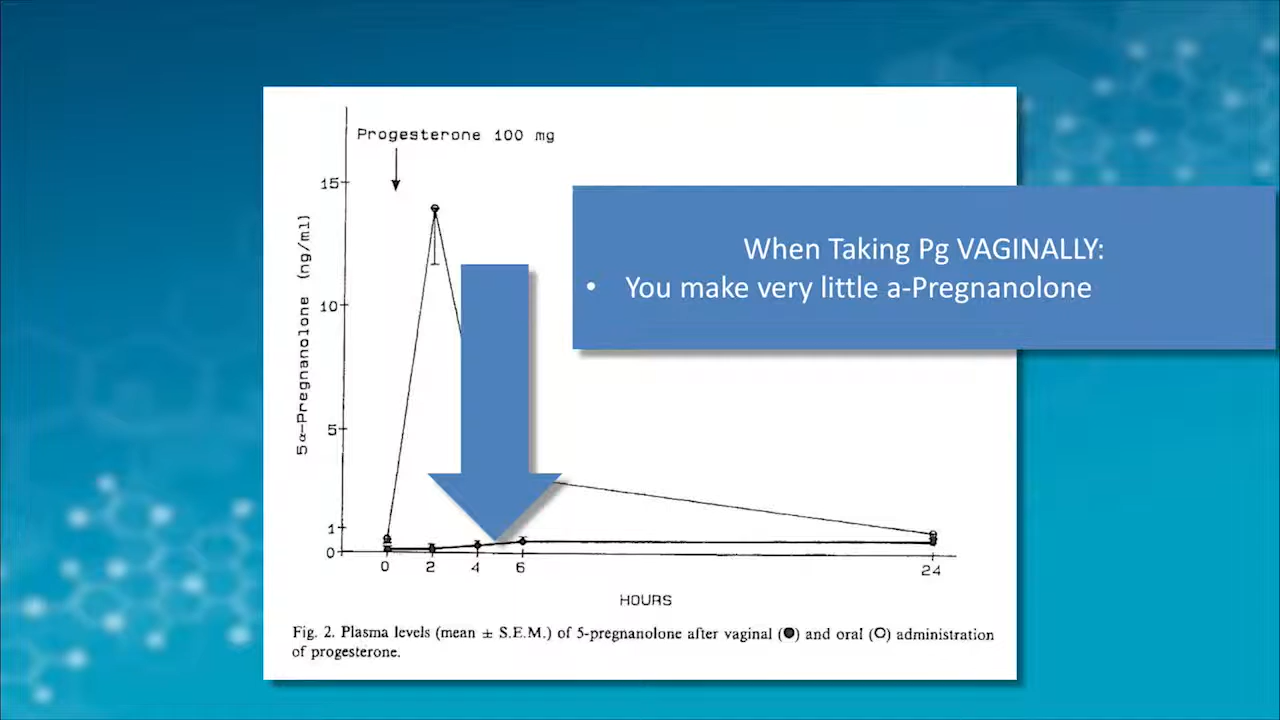 Progesterone 100 mg
When Taking Pg VAGINALLY:
• You make very little a-Pregnanolone
5α-Pregnanolone (ng/ml)
15
10
5
1
0
0 2 4 6 24
HOURS
Fig. 2. Plasma levels (mean ± S.E.M.) of 5-pregnanolone after vaginal (●) and oral (○) administration
of progesterone.